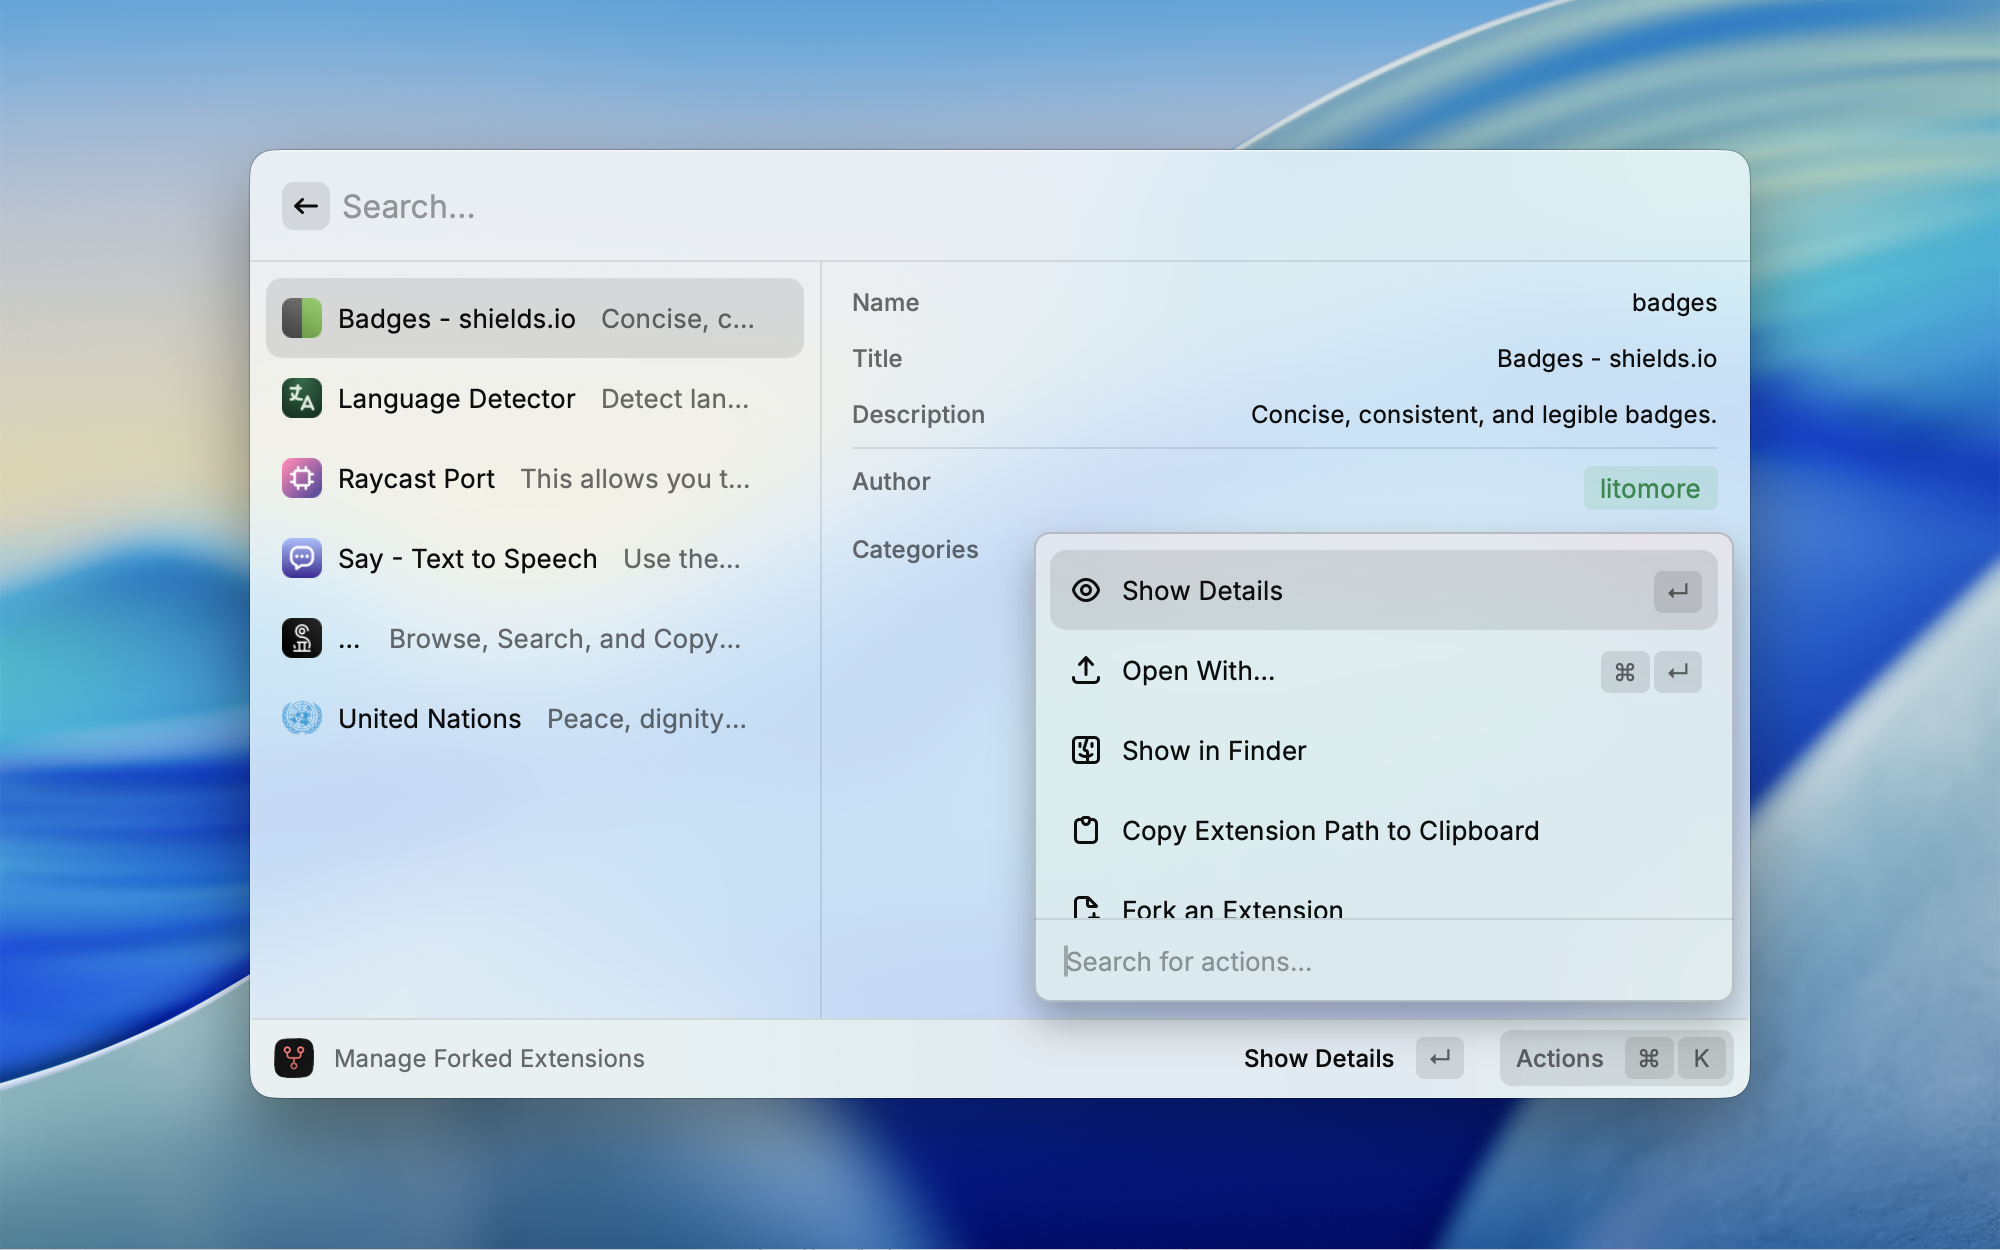 Search...
Badges - shields.io Concise, c...
Language Detector Detect lan...
Raycast Port This allows you t...
Say - Text to Speech Use the...
... Browse, Search, and Copy...
United Nations Peace, dignity...
Name badges
Title Badges - shields.io
Description Concise, consistent, and legible badges.
Author litomore
Categories
Show Details
Open With... ⌘
Show in Finder
Copy Extension Path to Clipboard
Fork an Extension
Search for actions...
Manage Forked Extensions Show Details Actions ⌘ K